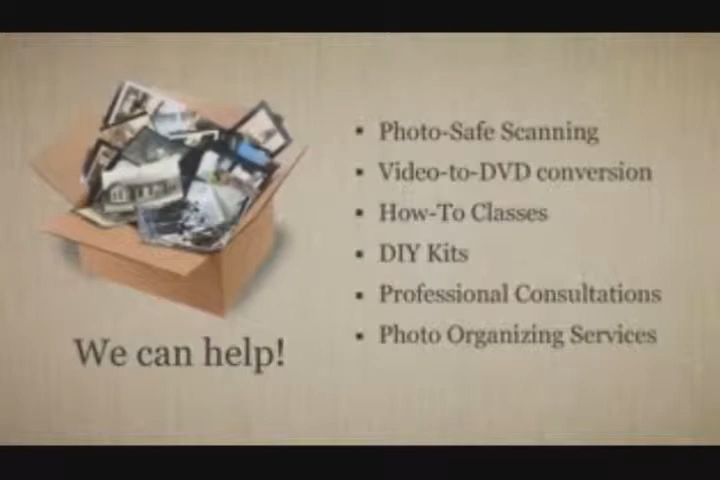 Photo-Safe Scanning
Video-to-DVD conversion
How-To Classes
DIY Kits
Professional Consultations
Photo Organizing Services
We can help!